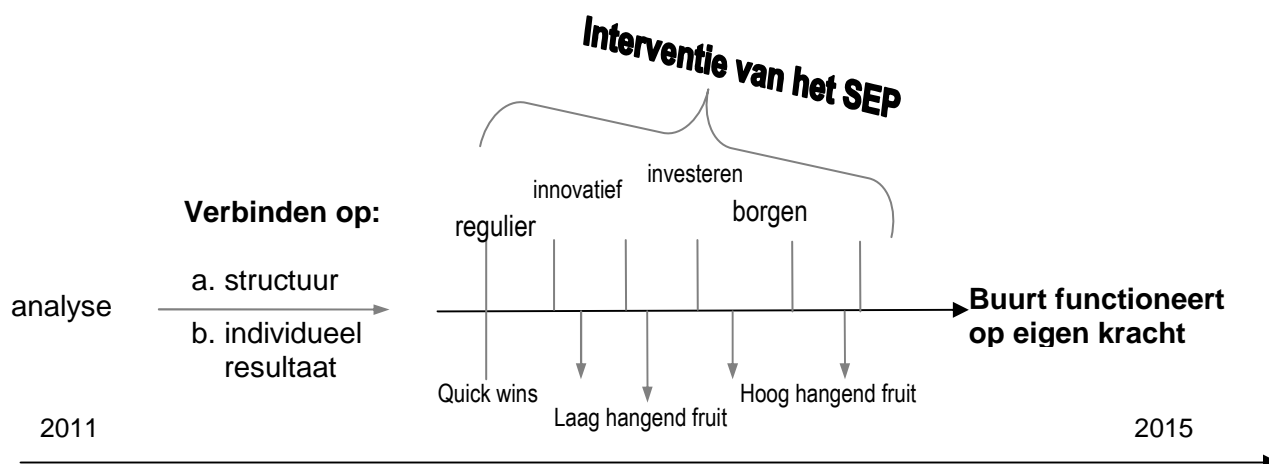 Interventie van het SEP
investeren
innovatief
Verbinden op:
borgen
regulier
a. structuur
analyse
Buurt functioneert
op eigen kracht
b. individueel
resultaat
Quick wins
Hoog hangend fruit
Laag hangend fruit
2011
2015